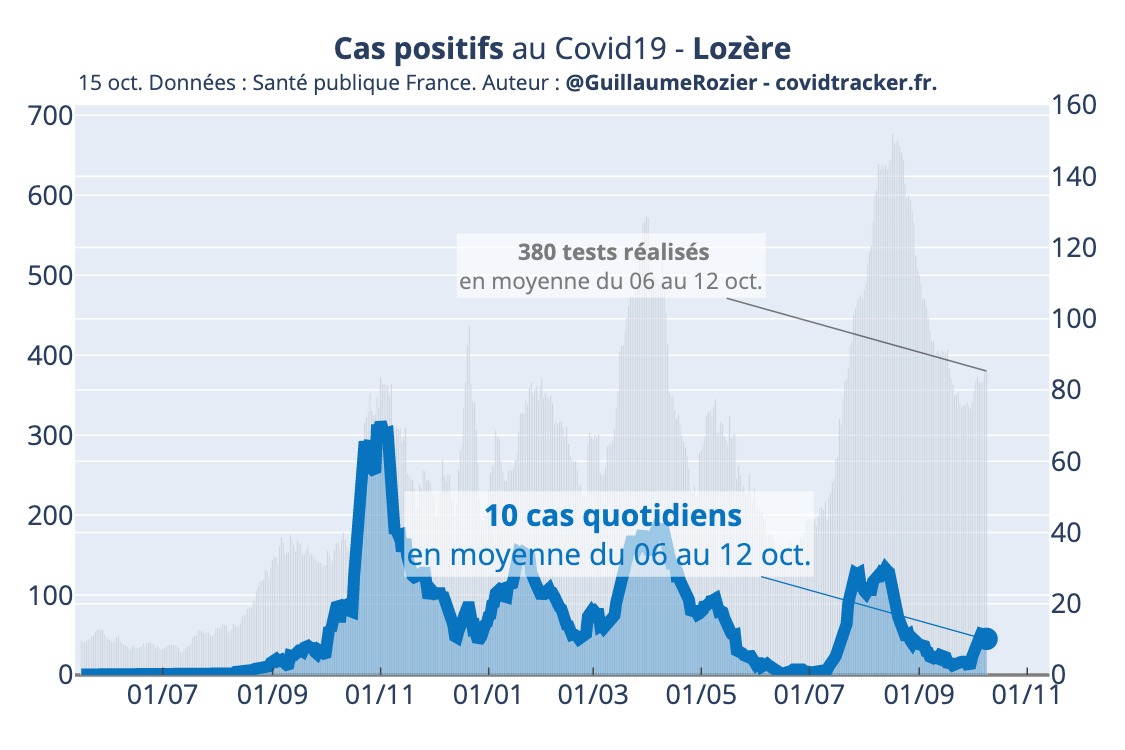 Cas positifs au Covid19 - Lozère
15 oct. Données : Santé publique France. Auteur : @GuillaumeRozier - covidtracker.fr.
700
600
500
400
300
200
100
0
160
140
120
100
80
60
40
20
0
380 tests réalisés
en moyenne du 06 au 12 oct.
10 cas quotidiens
en moyenne du 06 au 12 oct.
01/07 01/09 01/11 01/01 01/03 01/05 01/07 01/09 01/11